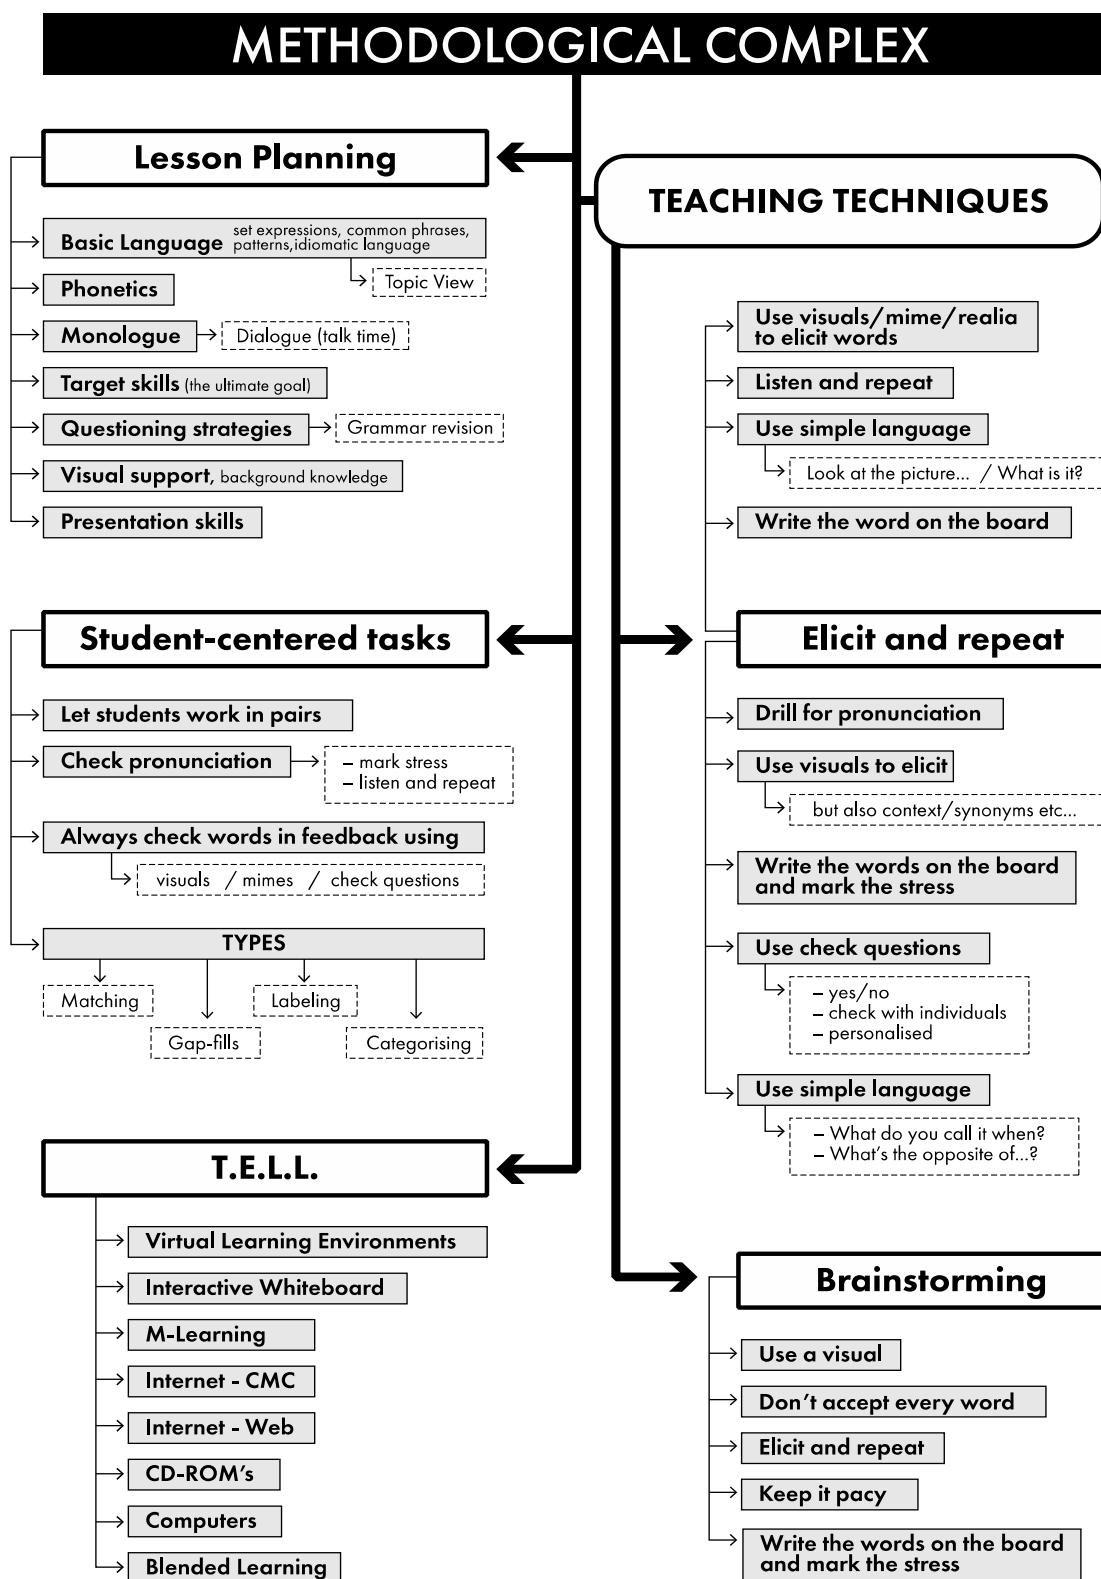 METHODOLOGICAL COMPLEX
Lesson Planning
Basic Language set expressions, common phrases,
patterns,idiomatic language
Topic View
Phonetics
Monologue
Dialogue (talk time)
Target skills (the ultimate goal)
Questioning strategies
Grammar revision
Visual support, background knowledge
Presentation skills
Student-centered tasks
Let students work in pairs
Check pronunciation
– mark stress
– listen and repeat
Always check words in feedback using
visuals / mimes / check questions
TYPES
Matching
Labeling
Gap-fills
Categorising
T.E.L.L.
Virtual Learning Environments
Interactive Whiteboard
M-Learning
Internet - CMC
Internet - Web
CD-ROM's
Computers
Blended Learning
TEACHING TECHNIQUES
Use visuals/mime/realia
to elicit words
Listen and repeat
Use simple language
Look at the picture... / What is it?
Write the word on the board
Elicit and repeat
Drill for pronunciation
Use visuals to elicit
but also context/synonyms etc...
Write the words on the board
and mark the stress
Use check questions
– yes/no
– check with individuals
– personalised
Use simple language
– What do you call it when?
– What's the opposite of...?
Brainstorming
Use a visual
Don't accept every word
Elicit and repeat
Keep it pacy
Write the words on the board
and mark the stress